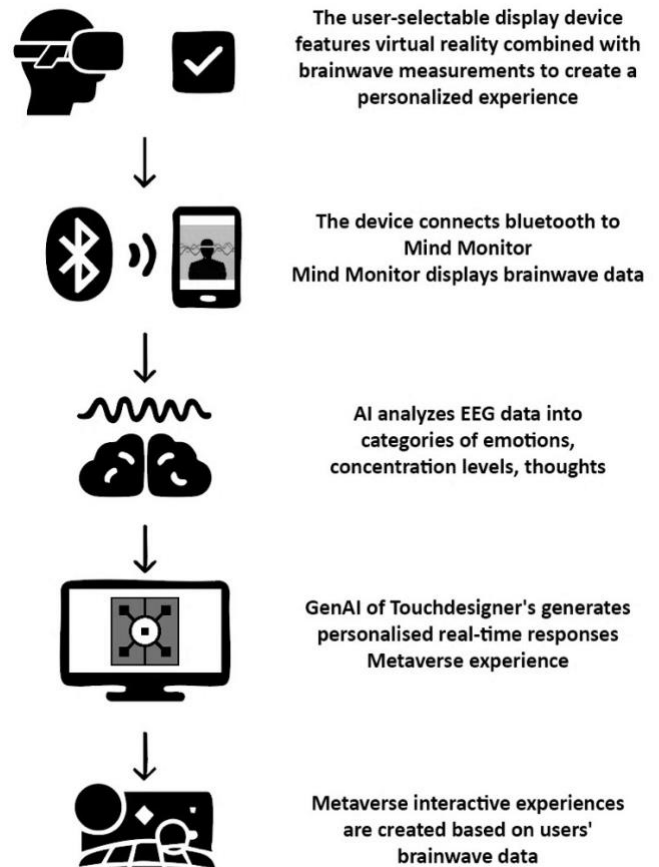 The user-selectable display device
features virtual reality combined with
brainwave measurements to create a
personalized experience
The device connects bluetooth to
Mind Monitor
Mind Monitor displays brainwave data
AI analyzes EEG data into
categories of emotions,
concentration levels, thoughts
GenAI of Touchdesigner's generates
personalised real-time responses
Metaverse experience
Metaverse interactive experiences
are created based on users'
brainwave data